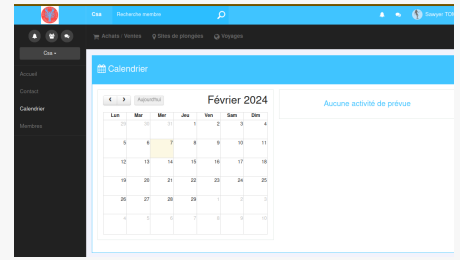 Csa Recherche membre Sawyer TOR
Achats / Ventes Sites de plongées Voyages
Csa
Accueil
Contact
Calendrier
Membres
Calendrier
Aujourd'hui Février 2024
Lun Mar Mer Jeu Ven Sam Dim
29 30 31 1 2 3 4
5 6 7 8 9 10 11
12 13 14 15 16 17 18
19 20 21 22 23 24 25
26 27 28 29 1 2 3
4 5 6 7 8 9 10
Aucune activité de prévue